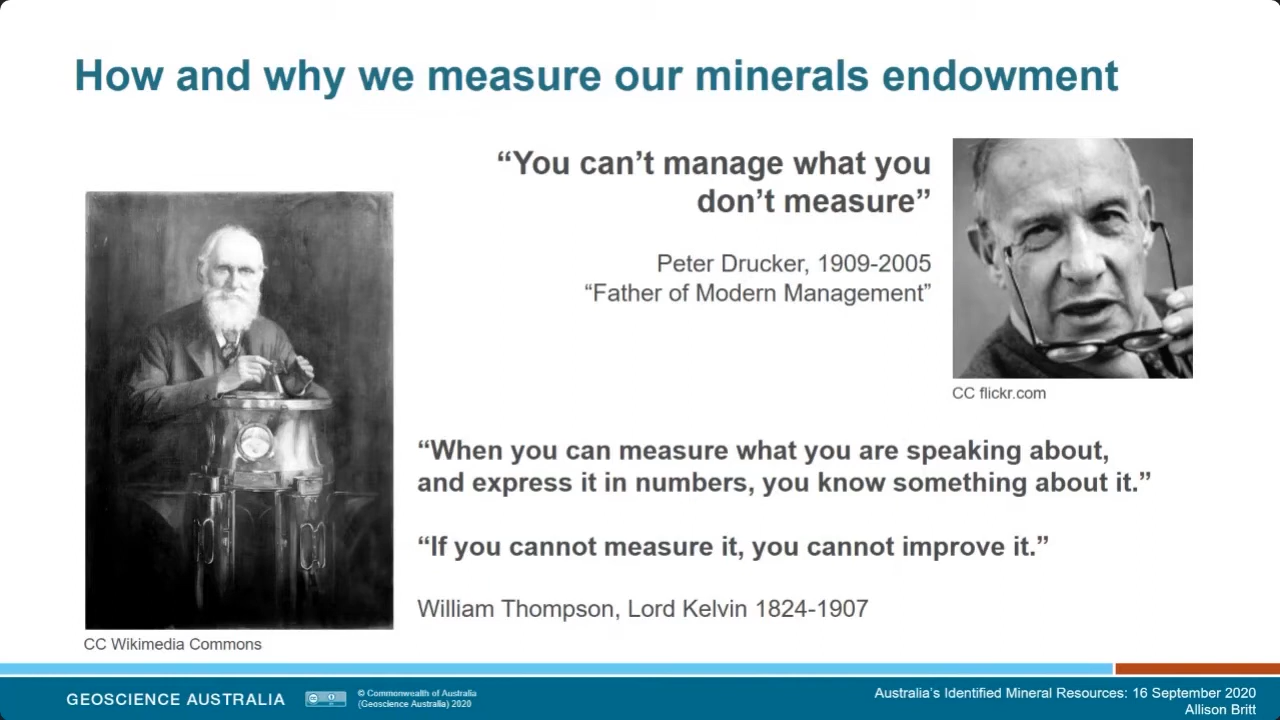 How and why we measure our minerals endowment
“You can’t manage what you
don’t measure”
Peter Drucker, 1909-2005
“Father of Modern Management”
CC flickr.com
“When you can measure what you are speaking about,
and express it in numbers, you know something about it.”
“If you cannot measure it, you cannot improve it.”
William Thompson, Lord Kelvin 1824-1907
CC Wikimedia Commons
GEOSCIENCE AUSTRALIA
© Commonwealth of Australia
(Geoscience Australia) 2020
Australia’s Identified Mineral Resources: 16 September 2020
Allison Britt